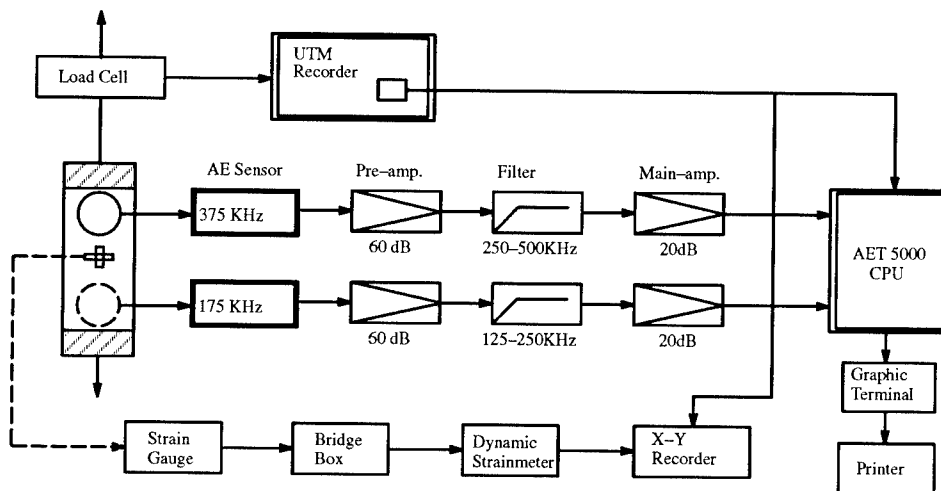 UTM
Recorder
Load Cell
AE Sensor
Pre–amp.
Filter
Main–amp.
375 KHz
60 dB
250–500KHz
20dB
AET 5000
CPU
175 KHz
60 dB
125–250KHz
20dB
Graphic
Terminal
Strain
Gauge
Bridge
Box
Dynamic
Strainmeter
X–Y
Recorder
Printer